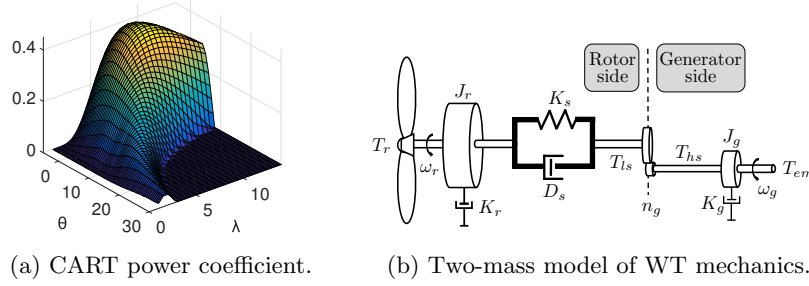 0.4
0.2
0
0
10
20
30
θ
0
5
10
λ
Rotor
side
Generator
side
J_r
K_s
T_r
ω_r
K_r
D_s
T_ls
T_hs
J_g
T_em
n_g
K_g
ω_g
(a) CART power coefficient.
(b) Two-mass model of WT mechanics.